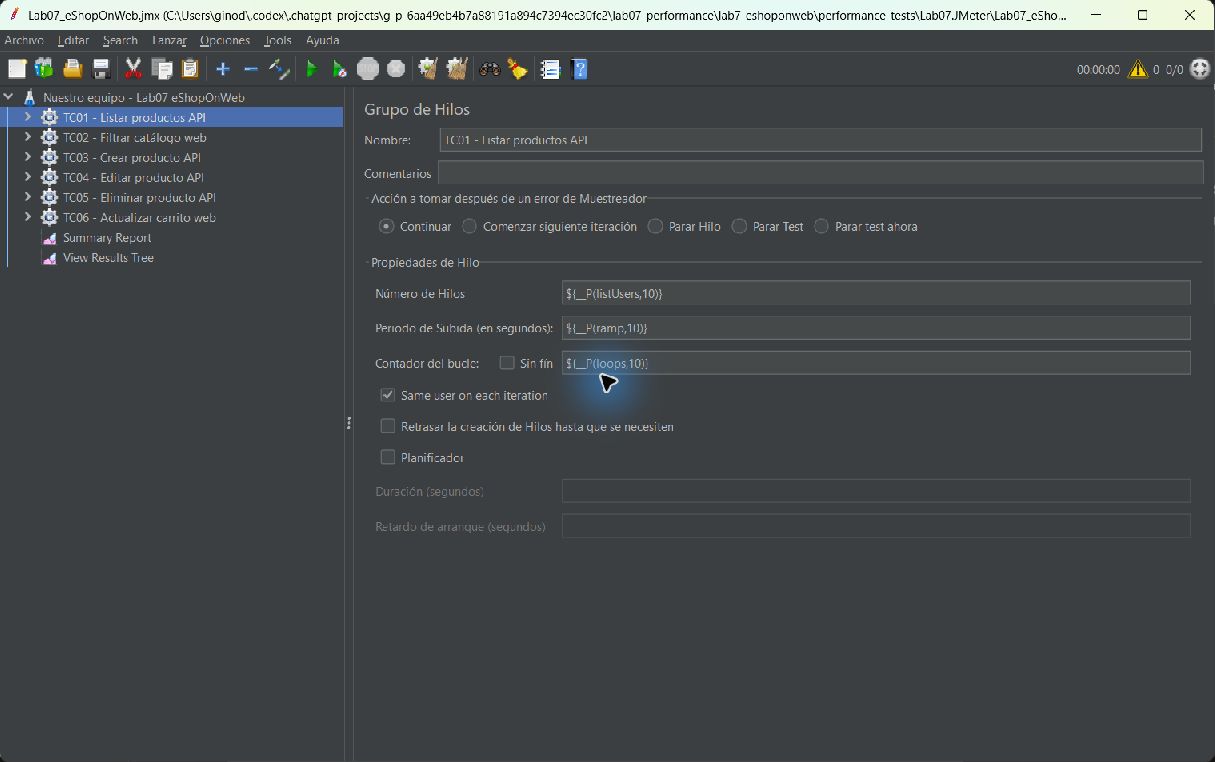 Lab07_eShopOnWeb.jmx (C:\Users\ginod\.codex\.chatgpt projects\g-p-6aa49eb4b7a88191a894c7394ec30fc2\lab07 performance\lab7 eshoponweb\performance tests\Lab07.JMeter\Lab07_eSho...
Archivo Editar Search Lanzar Opciones Tools Ayuda
00:00:00 0 0/0
Nuestro equipo - Lab07 eShopOnWeb
TC01 - Listar productos API
TC02 - Filtrar catálogo web
TC03 - Crear producto API
TC04 - Editar producto API
TC05 - Eliminar producto API
TC06 - Actualizar carrito web
Summary Report
View Results Tree
Grupo de Hilos
Nombre: TC01 - Listar productos API
Comentarios
Acción a tomar después de un error de Muestreador
Continuar Comenzar siguiente iteración Parar Hilo Parar Test Parar test ahora
Propiedades de Hilo
Número de Hilos ${__P(listUsers,10)}
Periodo de Subida (en segundos): ${__P(ramp,10)}
Contador del bucle: Sin fín ${__P(loops,10)}
Same user on each iteration
Retrasar la creación de Hilos hasta que se necesiten
Planificador
Duración (segundos)
Retardo de arranque (segundos)